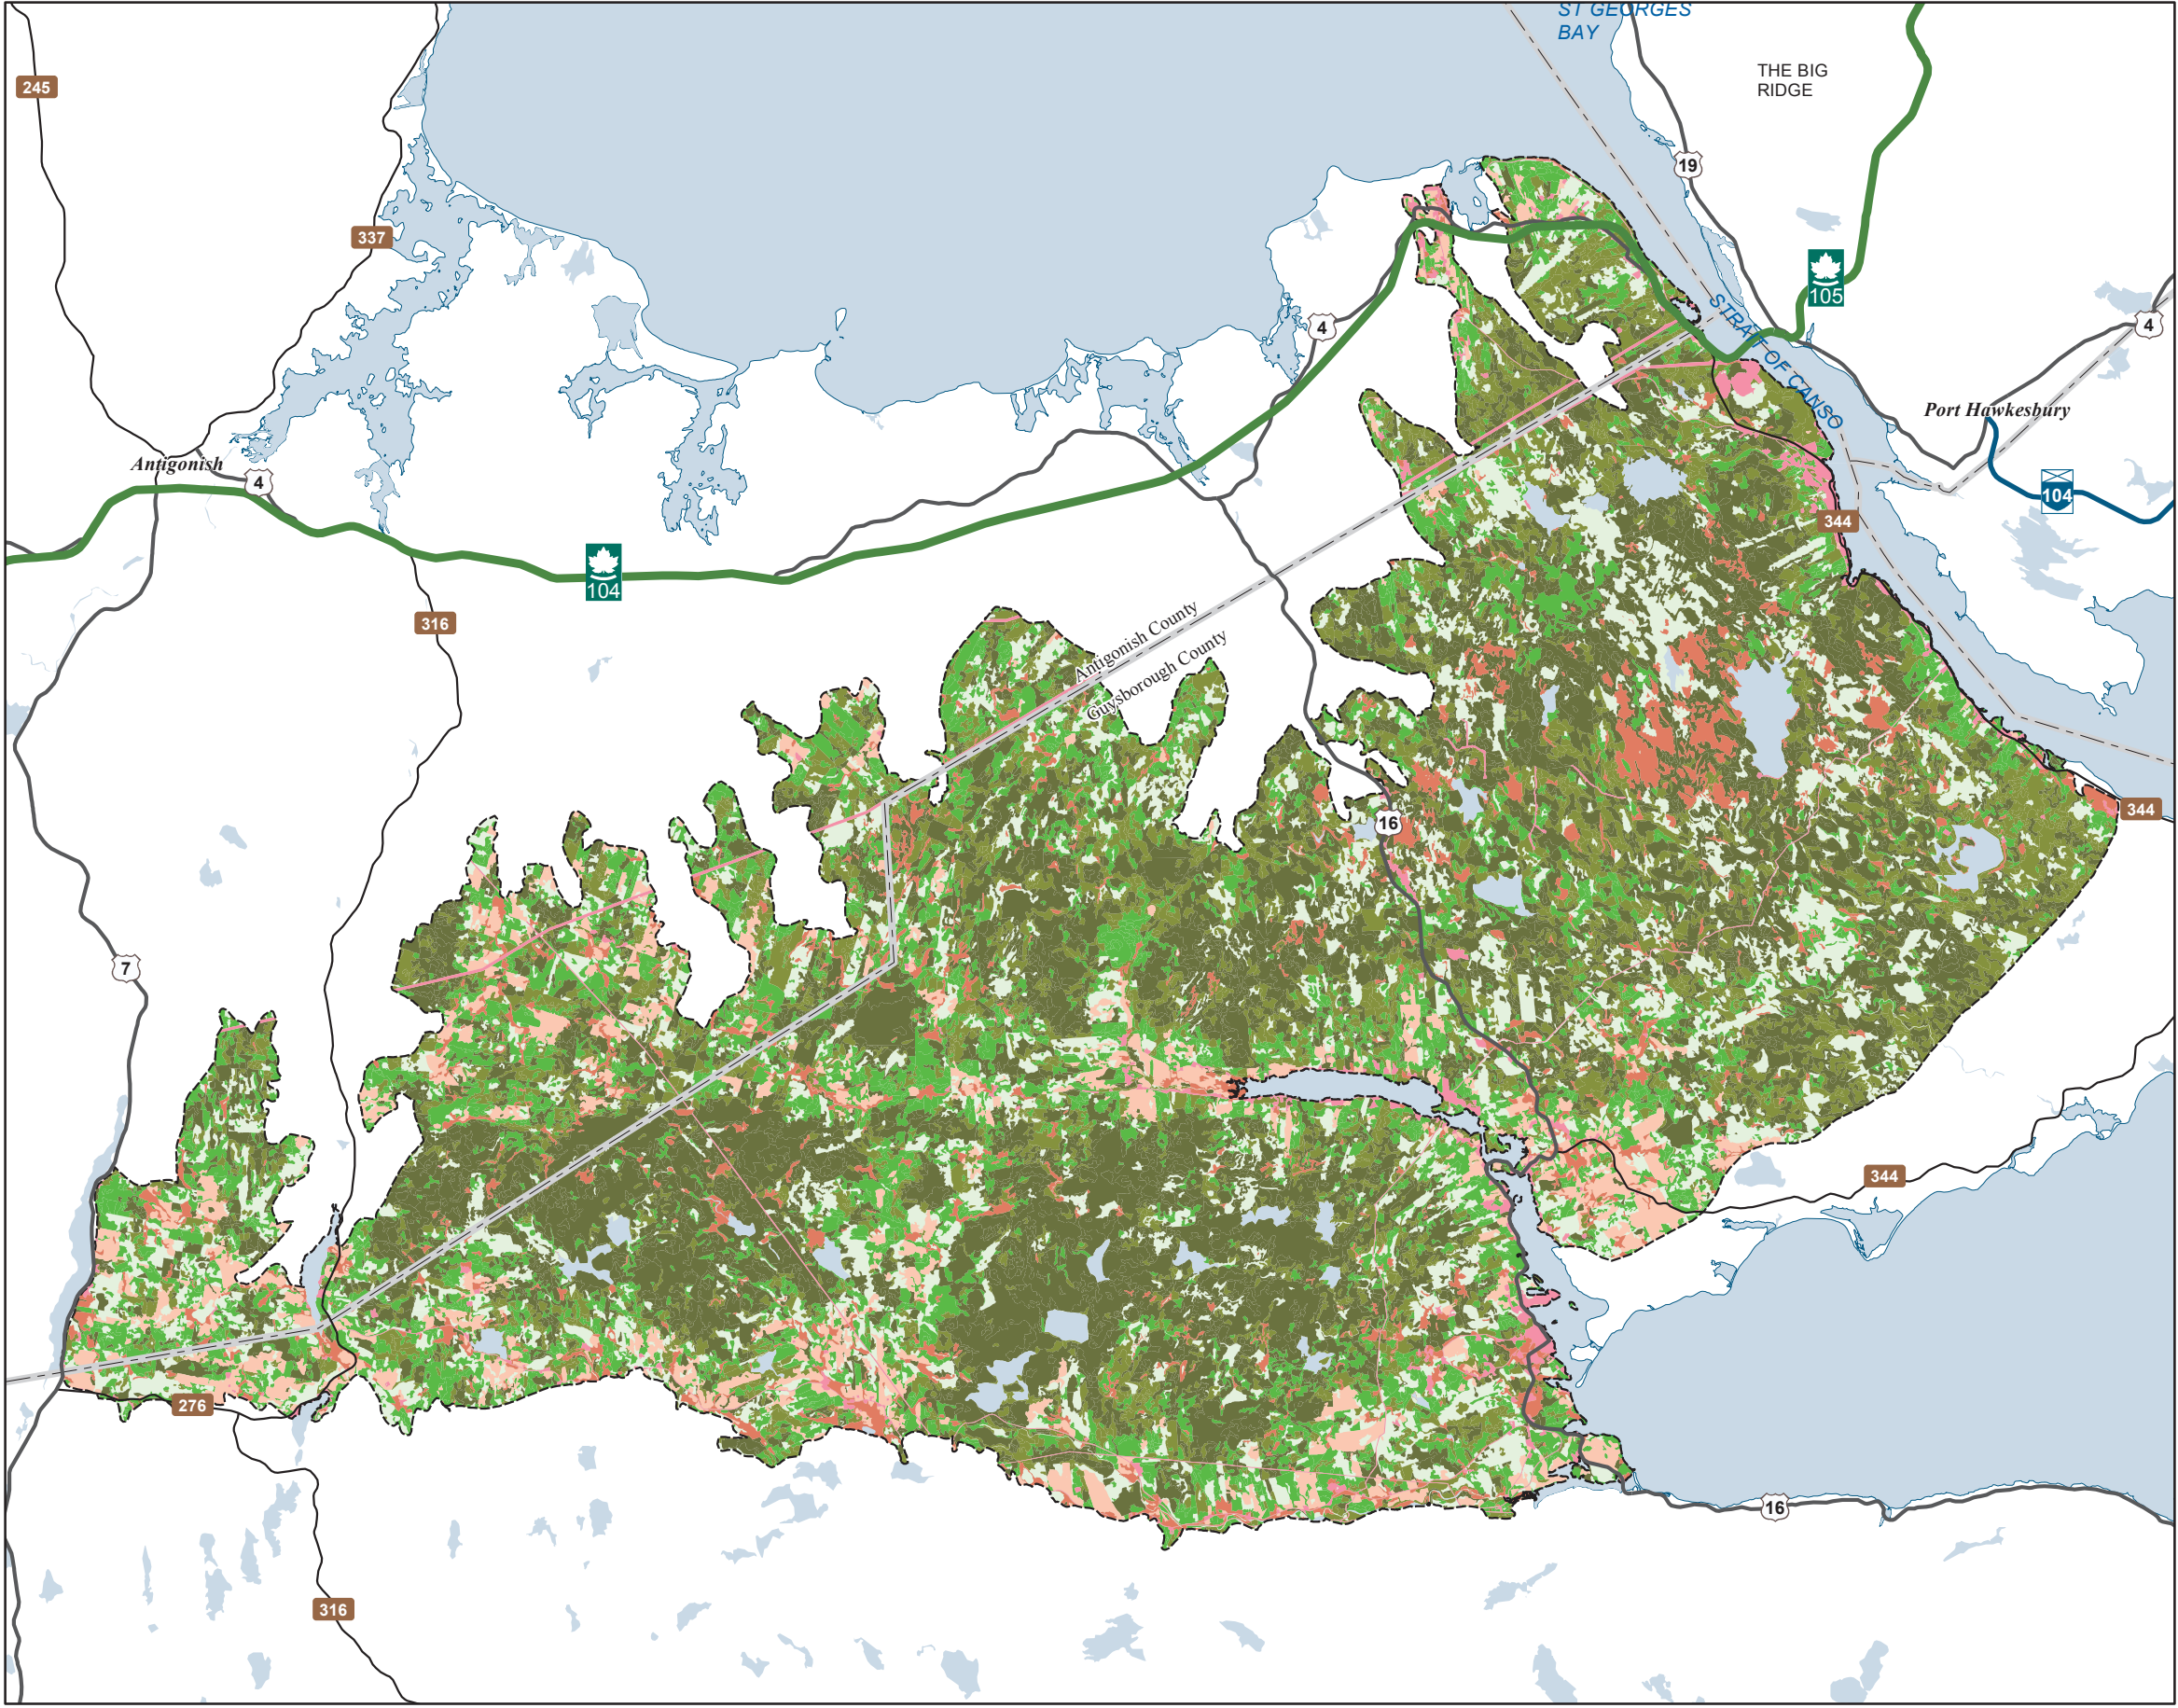 ST GEORGES
BAY
THE BIG
RIDGE
245
19
337
105
4
4
STRAIT OF CANSO
Port Hawkesbury
Antigonish
4
104
344
104
316
Antigonish County
Guysborough County
344
16
7
344
276
16
316